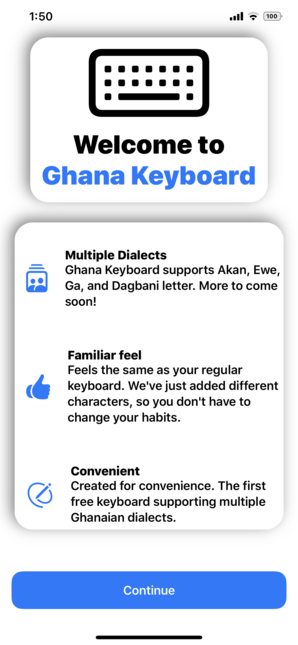 1:50
100
Welcome to
Ghana Keyboard
Multiple Dialects
Ghana Keyboard supports Akan, Ewe,
Ga, and Dagbani letter. More to come
soon!
Familiar feel
Feels the same as your regular
keyboard. We've just added different
characters, so you don't have to
change your habits.
Convenient
Created for convenience. The first
free keyboard supporting multiple
Ghanaian dialects.
Continue